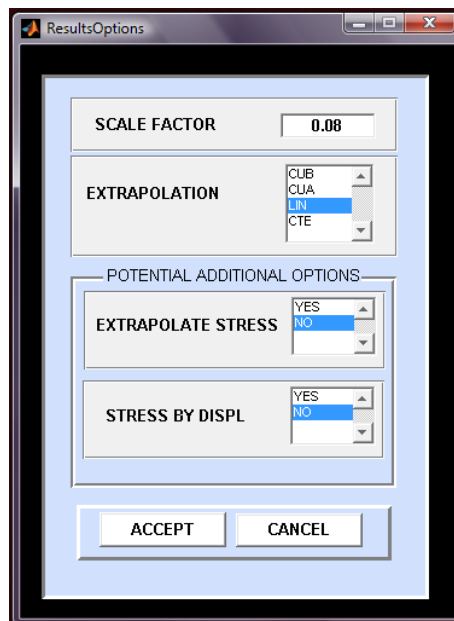 ResultsOptions
SCALE FACTOR 0.08
EXTRAPOLATION
CUB
CUA
LIN
CTE
POTENTIAL ADDITIONAL OPTIONS
EXTRAPOLATE STRESS
YES
NO
STRESS BY DISPL
YES
NO
ACCEPT CANCEL